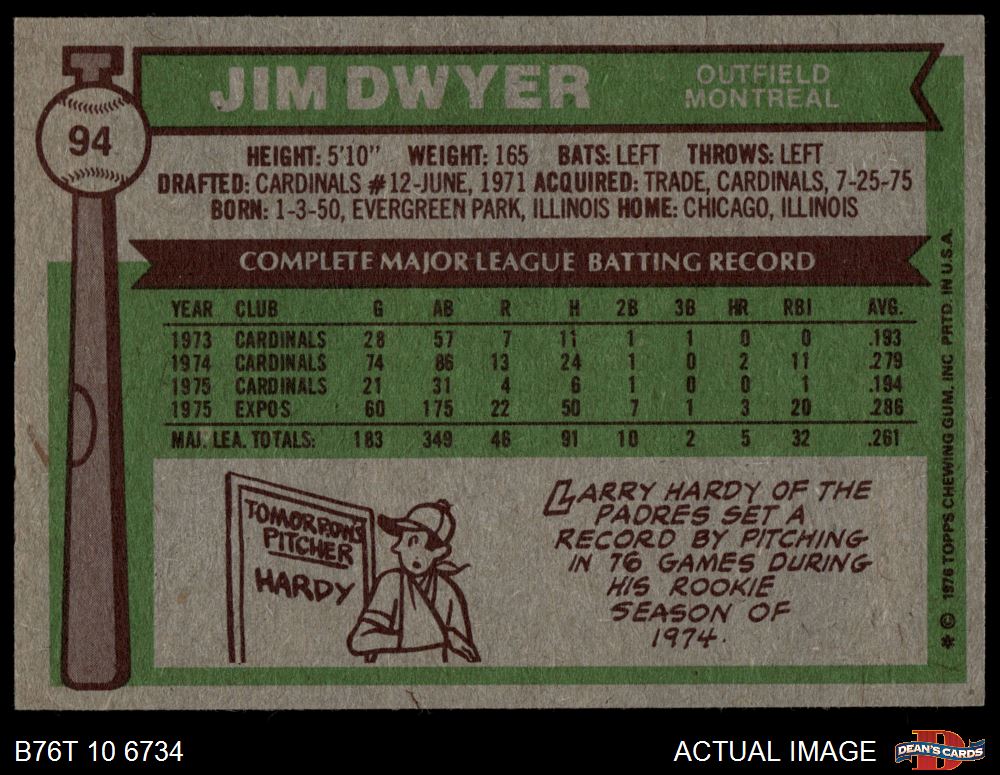 94
JIM DWYER
OUTFIELD
MONTREAL
HEIGHT: 5'10" WEIGHT: 165 BATS: LEFT THROWS: LEFT
DRAFTED: CARDINALS #12-JUNE, 1971 ACQUIRED: TRADE, CARDINALS, 7-25-75
BORN: 1-3-50, EVERGREEN PARK, ILLINOIS HOME: CHICAGO, ILLINOIS
COMPLETE MAJOR LEAGUE BATTING RECORD
YEAR CLUB G AB R H 2B 3B HR RBI AVG.
1973 CARDINALS 28 57 7 11 1 1 0 0 .193
1974 CARDINALS 74 86 13 24 1 0 2 11 .279
1975 CARDINALS 21 31 4 6 1 0 0 1 .194
1975 EXPOS 60 175 22 50 7 1 3 20 .286
MAJ. LEA. TOTALS: 183 349 46 91 10 2 5 32 .261
TOMORROW'S
PITCHER
HARDY
LARRY HARDY OF THE
PADRES SET A
RECORD BY PITCHING
IN 76 GAMES DURING
HIS ROOKIE
SEASON OF
1974.
* © 1976 TOPPS CHEWING GUM, INC. PRTD. IN U.S.A.
B76T 10 6734
ACTUAL IMAGE
D
DEAN'S CARDS